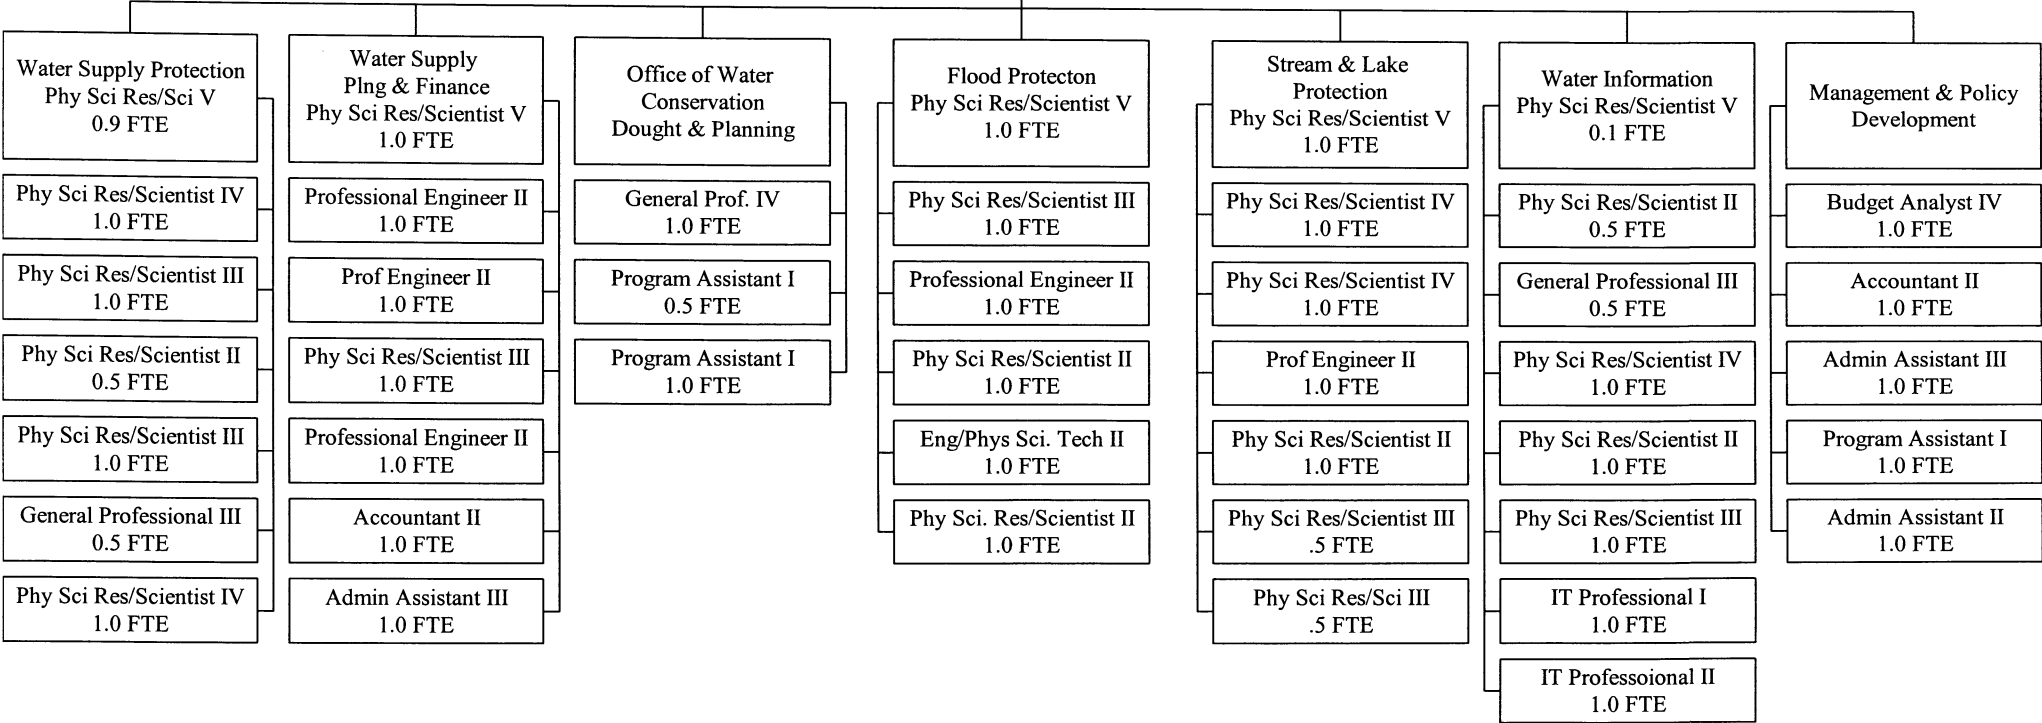 Water Supply Protection
Phy Sci Res/Sci V
0.9 FTE
Phy Sci Res/Scientist IV
1.0 FTE
Phy Sci Res/Scientist III
1.0 FTE
Phy Sci Res/Scientist II
0.5 FTE
Phy Sci Res/Scientist III
1.0 FTE
General Professional III
0.5 FTE
Phy Sci Res/Scientist IV
1.0 FTE
Water Supply
Plng & Finance
Phy Sci Res/Scientist V
1.0 FTE
Professional Engineer II
1.0 FTE
Prof Engineer II
1.0 FTE
Phy Sci Res/Scientist III
1.0 FTE
Professional Engineer II
1.0 FTE
Accountant II
1.0 FTE
Admin Assistant III
1.0 FTE
Office of Water
Conservation
Dought & Planning
General Prof. IV
1.0 FTE
Program Assistant I
0.5 FTE
Program Assistant I
1.0 FTE
Flood Protecton
Phy Sci Res/Scientist V
1.0 FTE
Phy Sci Res/Scientist III
1.0 FTE
Professional Engineer II
1.0 FTE
Phy Sci Res/Scientist II
1.0 FTE
Eng/Phys Sci. Tech II
1.0 FTE
Phy Sci. Res/Scientist II
1.0 FTE
Stream & Lake
Protection
Phy Sci Res/Scientist V
1.0 FTE
Phy Sci Res/Scientist IV
1.0 FTE
Phy Sci Res/Scientist IV
1.0 FTE
Prof Engineer II
1.0 FTE
Phy Sci Res/Scientist II
1.0 FTE
Phy Sci Res/Scientist III
.5 FTE
Phy Sci Res/Sci III
.5 FTE
Water Information
Phy Sci Res/Scientist V
0.1 FTE
Phy Sci Res/Scientist II
0.5 FTE
General Professional III
0.5 FTE
Phy Sci Res/Scientist IV
1.0 FTE
Phy Sci Res/Scientist II
1.0 FTE
Phy Sci Res/Scientist III
1.0 FTE
IT Professional I
1.0 FTE
IT Professoional II
1.0 FTE
Management & Policy
Development
Budget Analyst IV
1.0 FTE
Accountant II
1.0 FTE
Admin Assistant III
1.0 FTE
Program Assistant I
1.0 FTE
Admin Assistant II
1.0 FTE